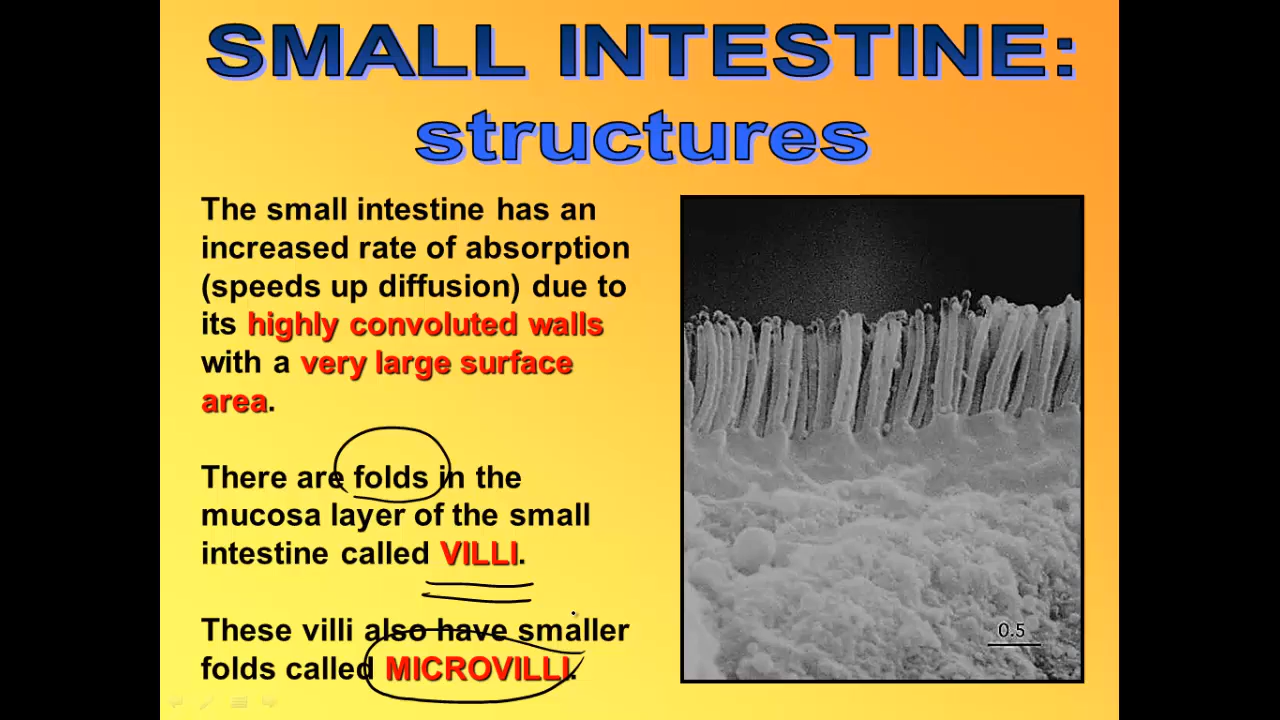 SMALL INTESTINE:
structures
The small intestine has an
increased rate of absorption
(speeds up diffusion) due to
its highly convoluted walls
with a very large surface
area.
There are folds in the
mucosa layer of the small
intestine called VILLI.
These villi also have smaller
folds called MICROVILLI.
0.5